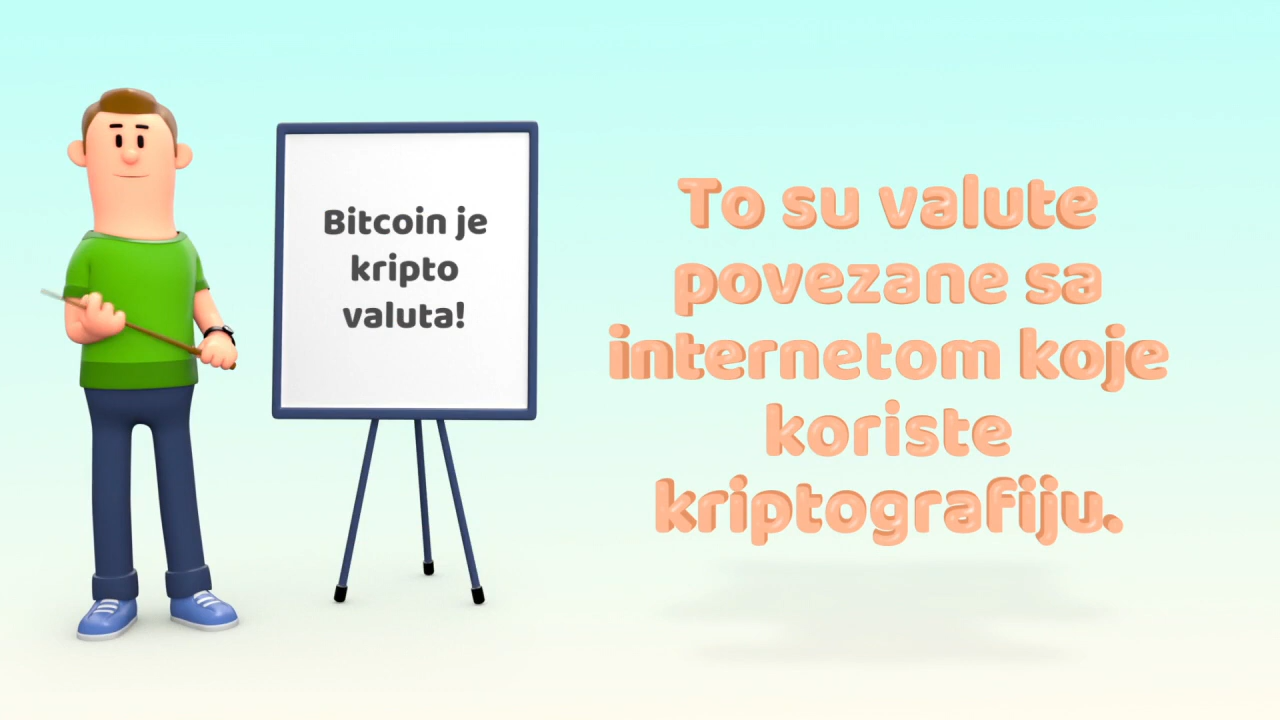 Bitcoin je
kripto
valuta!
To su valute
povezane sa
internetom koje
koriste
kriptografiju.